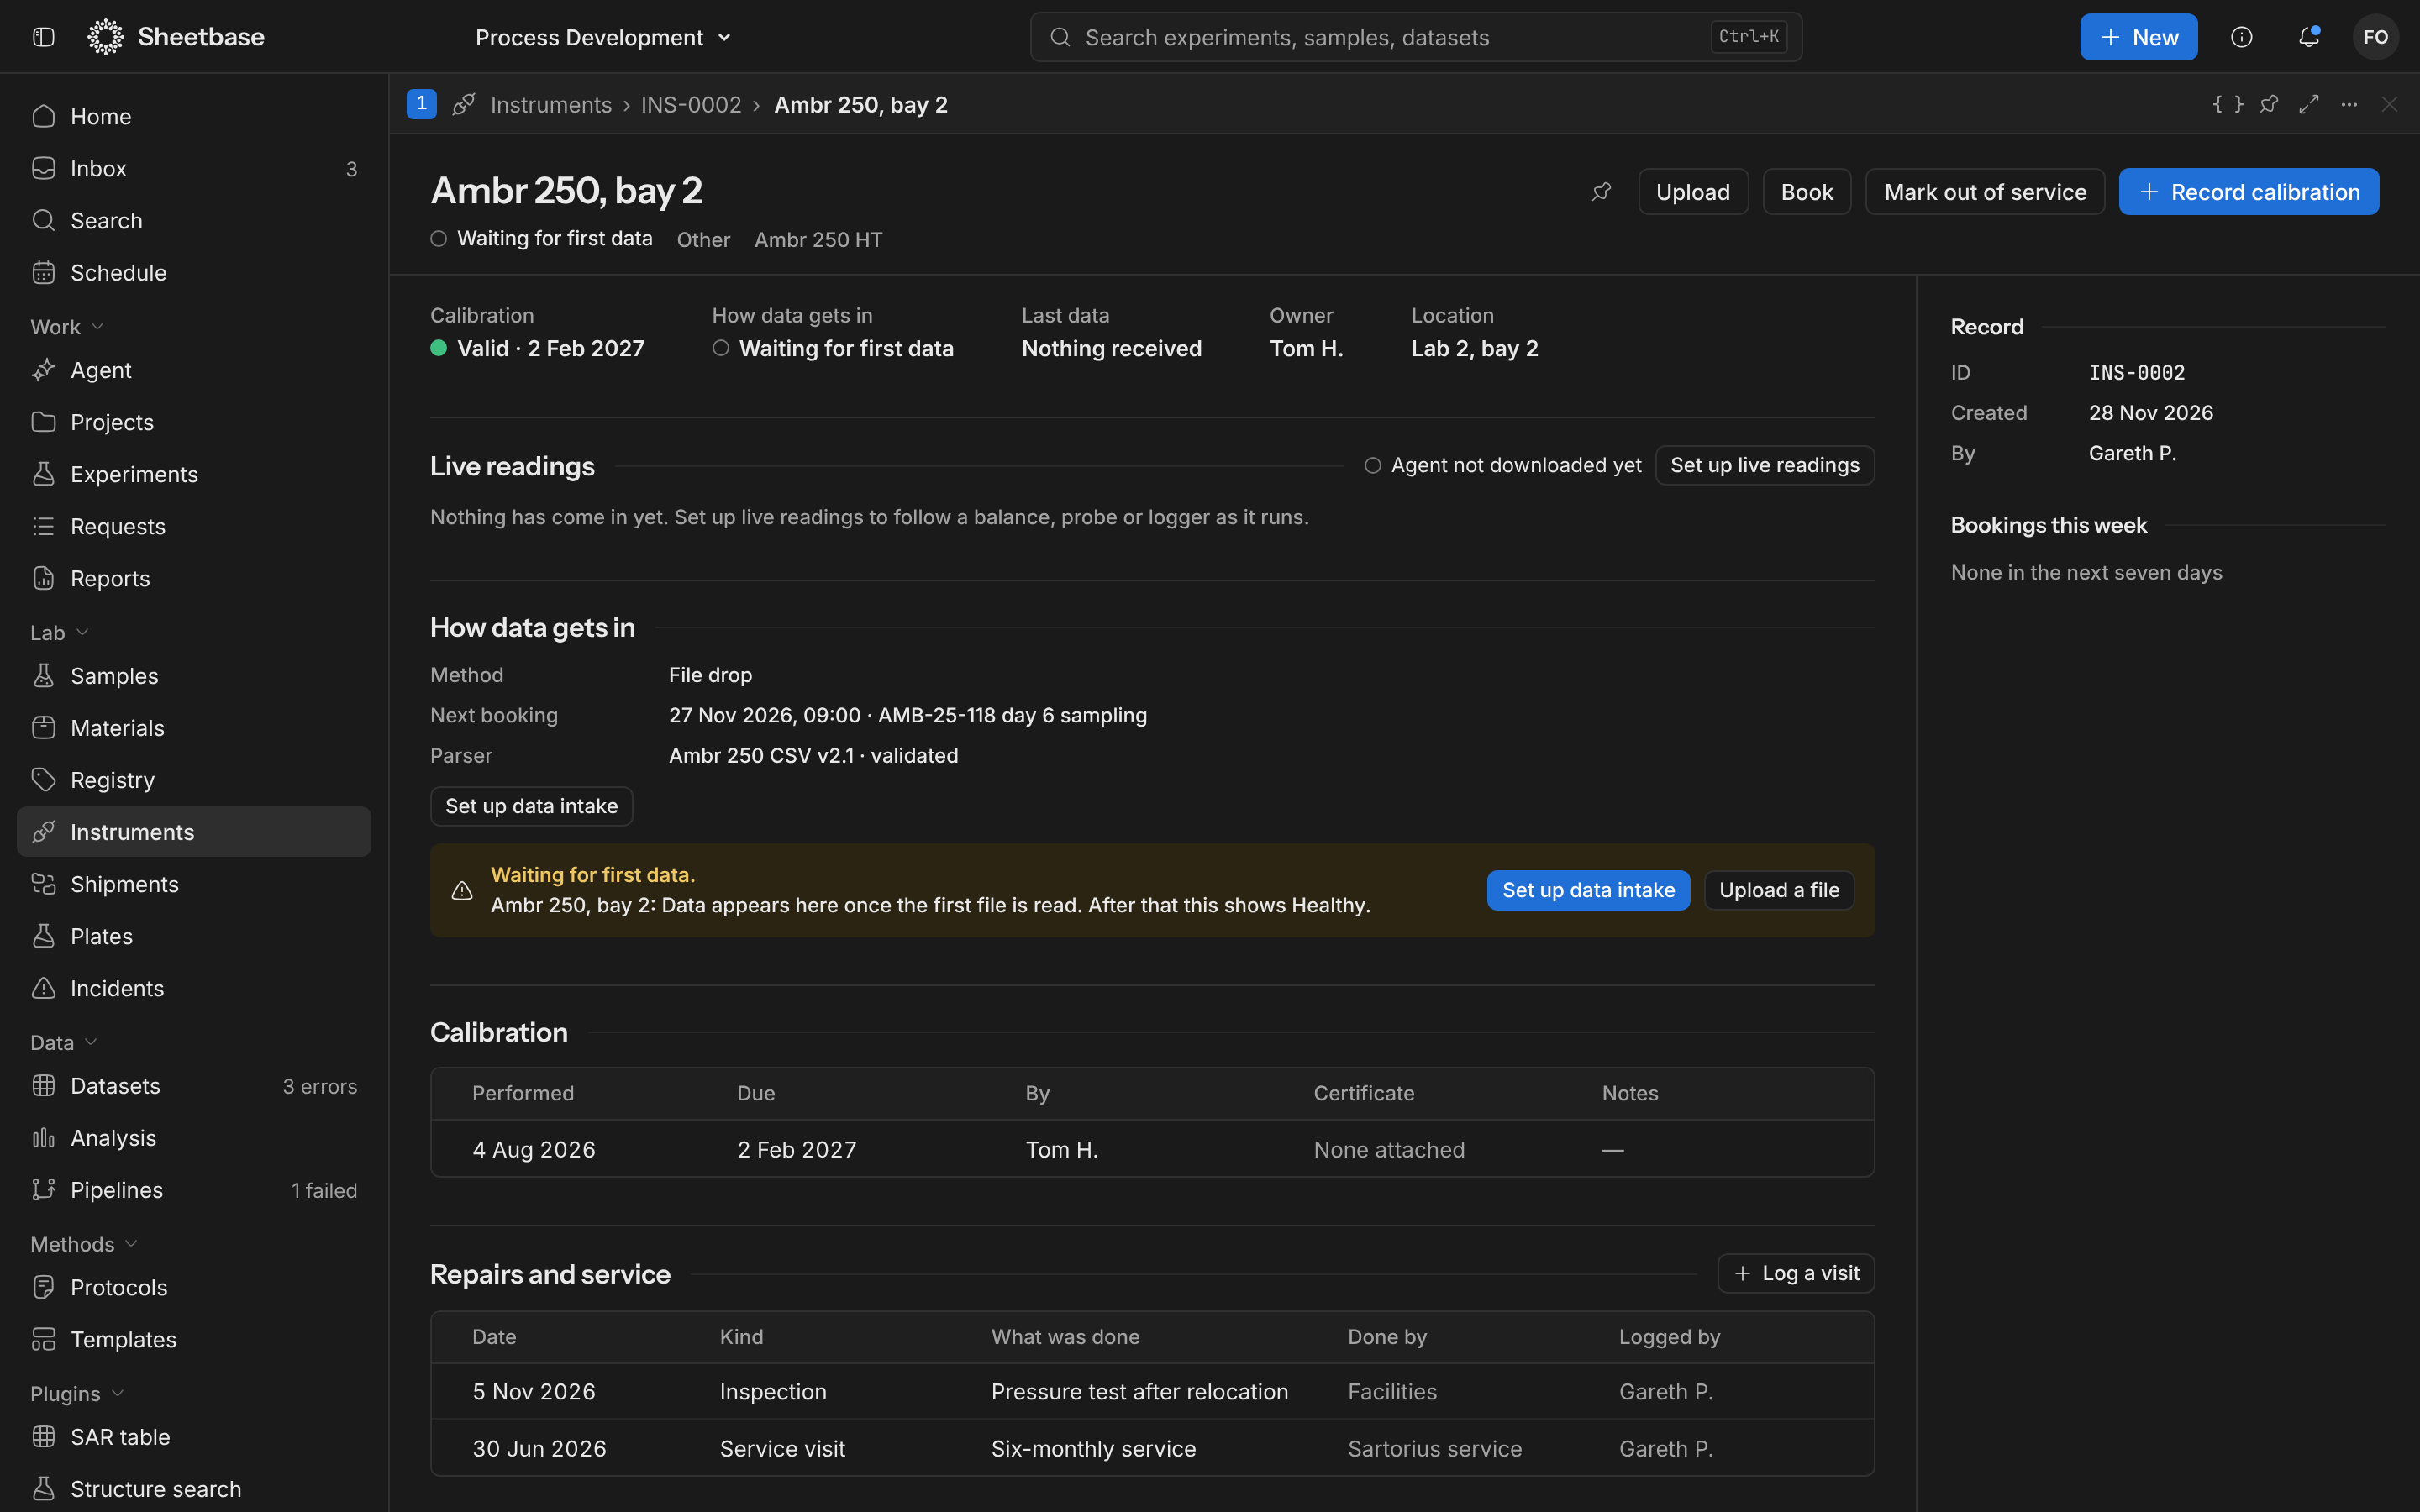 Sheetbase
Process Development
Search experiments, samples, datasets
Ctrl+K
New
FO
Home
Inbox 3
Search
Schedule
Work
Agent
Projects
Experiments
Requests
Reports
Lab
Samples
Materials
Registry
Instruments
Shipments
Plates
Incidents
Data
Datasets 3 errors
Analysis
Pipelines 1 failed
Methods
Protocols
Templates
Plugins
SAR table
Structure search
1 Instruments › INS-0002 › Ambr 250, bay 2
{ }
Ambr 250, bay 2
Upload
Book
Mark out of service
Record calibration
Waiting for first data Other Ambr 250 HT
Calibration
Valid · 2 Feb 2027
How data gets in
Waiting for first data
Last data
Nothing received
Owner
Tom H.
Location
Lab 2, bay 2
Live readings
Agent not downloaded yet
Set up live readings
Nothing has come in yet. Set up live readings to follow a balance, probe or logger as it runs.
How data gets in
Method File drop
Next booking 27 Nov 2026, 09:00 · AMB-25-118 day 6 sampling
Parser Ambr 250 CSV v2.1 · validated
Set up data intake
Waiting for first data.
Ambr 250, bay 2: Data appears here once the first file is read. After that this shows Healthy.
Set up data intake
Upload a file
Calibration
Performed Due By Certificate Notes
4 Aug 2026 2 Feb 2027 Tom H. None attached —
Repairs and service
Log a visit
Date Kind What was done Done by Logged by
5 Nov 2026 Inspection Pressure test after relocation Facilities Gareth P.
30 Jun 2026 Service visit Six-monthly service Sartorius service Gareth P.
Record
ID INS-0002
Created 28 Nov 2026
By Gareth P.
Bookings this week
None in the next seven days